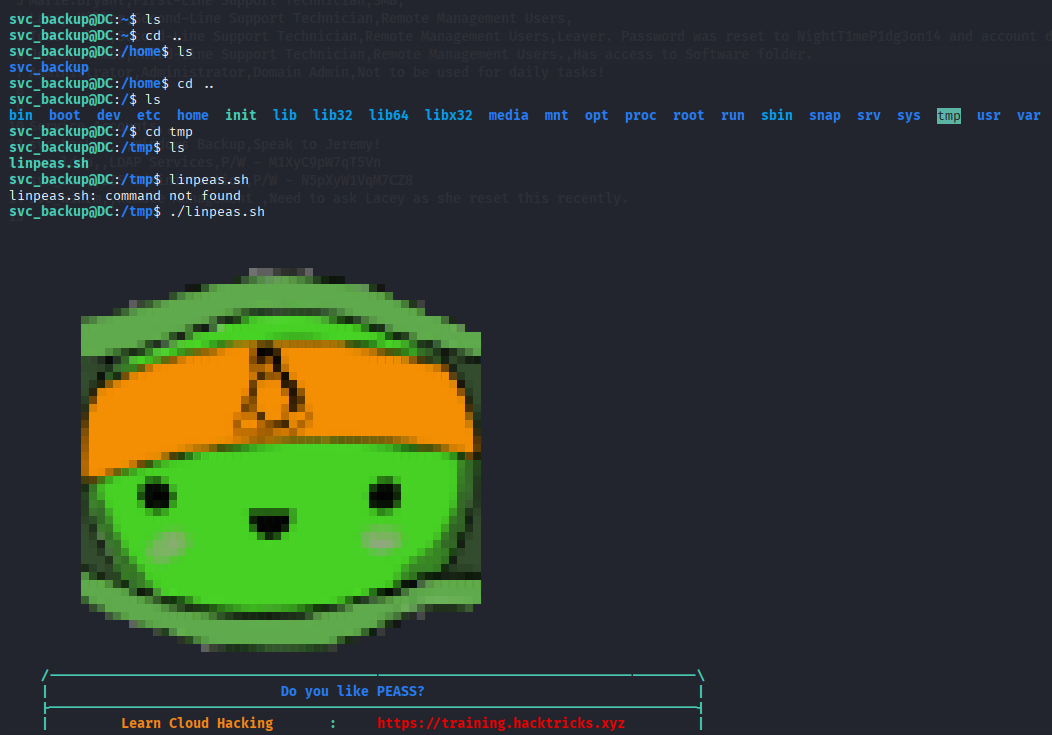 svc_backup@DC:~$ ls
svc_backup@DC:~$ cd ..
svc_backup@DC:/home$ ls
svc_backup
svc_backup@DC:/home$ cd ..
svc_backup@DC:/$ ls
bin boot dev etc home init lib lib32 lib64 libx32 media mnt opt proc root run sbin snap srv sys tmp usr var
svc_backup@DC:/$ cd tmp
svc_backup@DC:/tmp$ ls
linpeas.sh
svc_backup@DC:/tmp$ linpeas.sh
linpeas.sh: command not found
svc_backup@DC:/tmp$ ./linpeas.sh
Do you like PEASS?
Learn Cloud Hacking : https://training.hacktricks.xyz